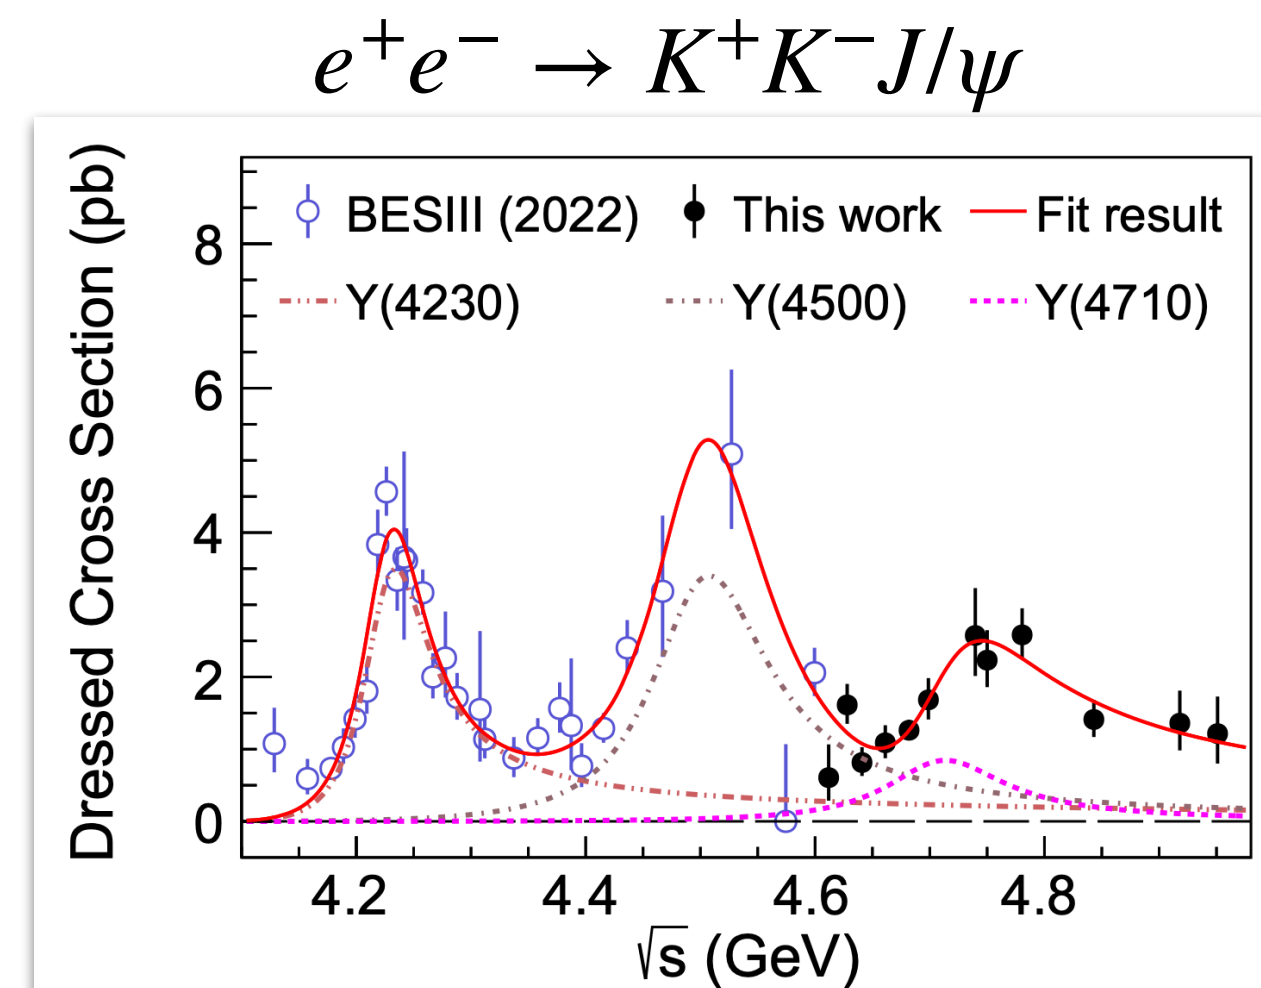 e⁺e⁻ → K⁺K⁻J/ψ
Dressed Cross Section (pb)
BESIII (2022) This work Fit result
Y(4230) Y(4500) Y(4710)
8
6
4
2
0
4.2 4.4 4.6 4.8
√s (GeV)